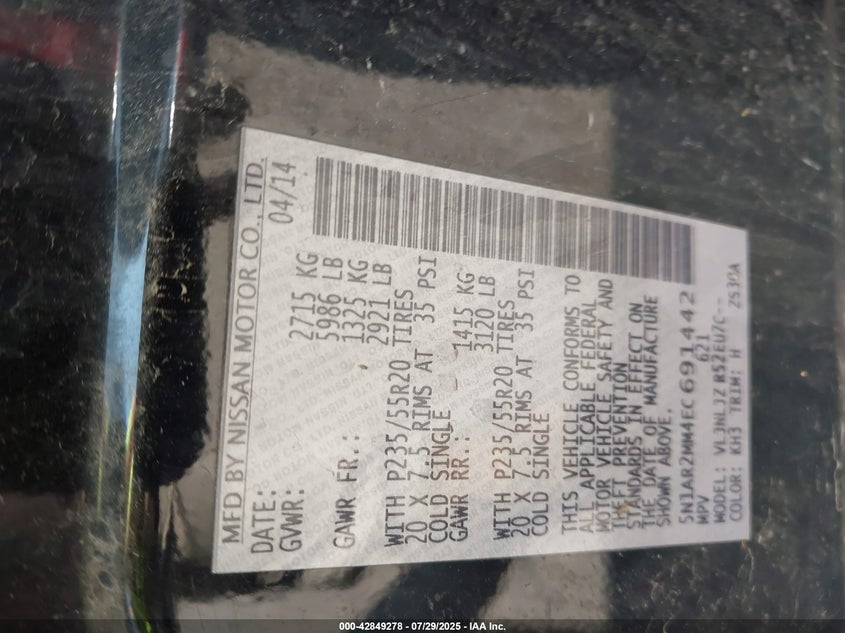 MFD BY NISSAN MOTOR CO., LTD.
DATE: 04/14
GVWR: 2715 KG
5986 LB
GAWR FR.: 1325 KG
2921 LB
WITH P235/55R20 TIRES
20 X 7.5 RIMS AT 35 PSI
COLD SINGLE
GAWR RR.: 1415 KG
3120 LB
WITH P235/55R20 TIRES
20 X 7.5 RIMS AT 35 PSI
COLD SINGLE
THIS VEHICLE CONFORMS TO
ALL APPLICABLE FEDERAL
MOTOR VEHICLE SAFETY AND
THEFT PREVENTION
STANDARDS IN EFFECT ON
THE DATE OF MANUFACTURE
SHOWN ABOVE.
5N1AR2MM4EC691442
MPV 621
MODEL: VL3NLJZ R52EU7C--
COLOR: KH3 TRIM: H
000-42849278 - 07/29/2025 - IAA Inc.